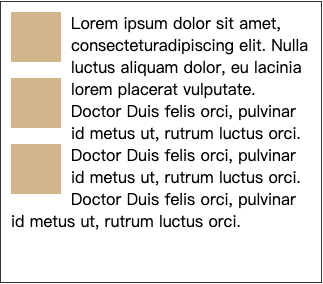 Lorem ipsum dolor sit amet,
consecteturadipiscing elit. Nulla
luctus aliquam dolor, eu lacinia
lorem placerat vulputate.
Doctor Duis felis orci, pulvinar
id metus ut, rutrum luctus orci.
Doctor Duis felis orci, pulvinar
id metus ut, rutrum luctus orci.
Doctor Duis felis orci, pulvinar
id metus ut, rutrum luctus orci.